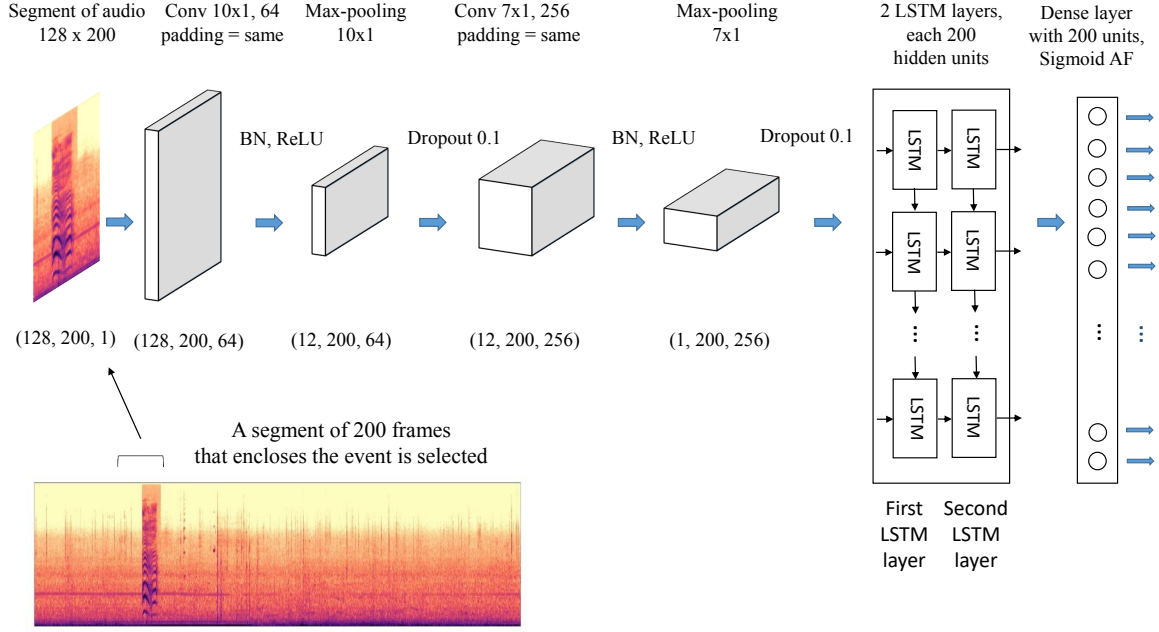 Segment of audio
128 x 200
Conv 10x1, 64
padding = same
Max-pooling
10x1
Conv 7x1, 256
padding = same
Max-pooling
7x1
2 LSTM layers,
each 200
hidden units
Dense layer
with 200 units,
Sigmoid AF
BN, ReLU
Dropout 0.1
BN, ReLU
Dropout 0.1
LSTM
LSTM
LSTM
LSTM
...
...
LSTM
LSTM
...
...
(128, 200, 1)
(128, 200, 64)
(12, 200, 64)
(12, 200, 256)
(1, 200, 256)
A segment of 200 frames
that encloses the event is selected
First
LSTM
layer
Second
LSTM
layer